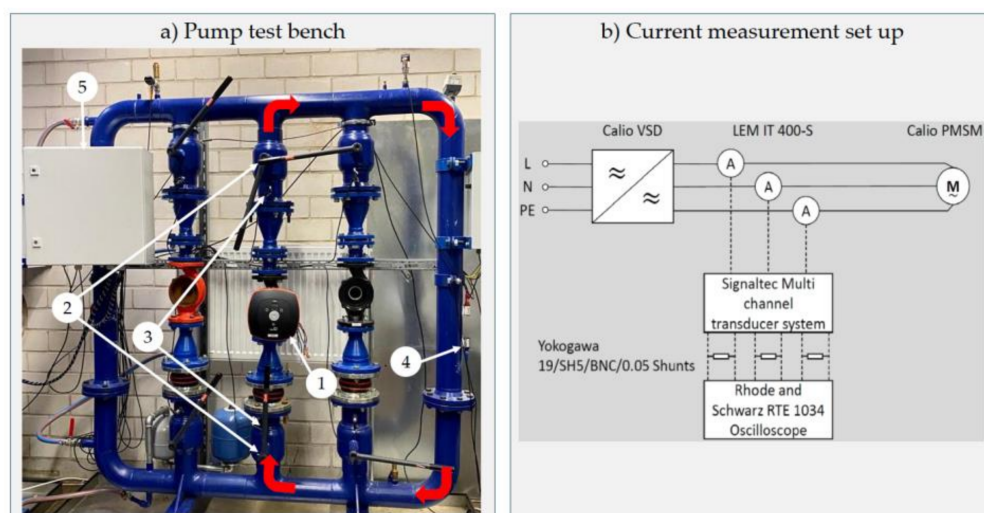 a) Pump test bench
5
2
3
1
4
b) Current measurement set up
Calio VSD
LEM IT 400-S
Calio PMSM
L
N
PE
≈
≈
A
A
A
M
~
Signaltec Multi
channel
transducer system
Yokogawa
19/SH5/BNC/0.05 Shunts
Rhode and
Schwarz RTE 1034
Oscilloscope